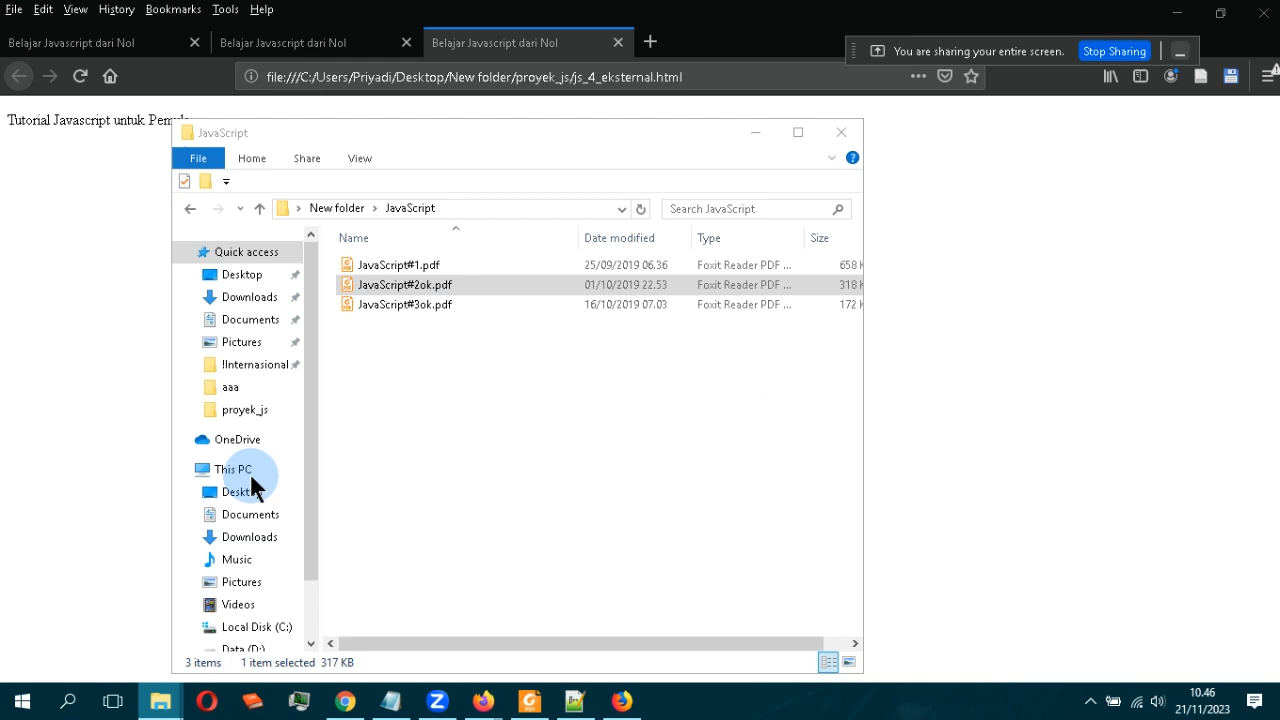 File Edit View History Bookmarks Tools Help
Belajar Javascript dari Nol
Belajar Javascript dari Nol
Belajar Javascript dari Nol
You are sharing your entire screen. Stop Sharing
file:///C:/Users/Priyadi/Desktop/New folder/proyek_js/js_4_eksternal.html
Tutorial Javascript untuk
JavaScript
File Home Share View
New folder > JavaScript
Search JavaScript
Name Date modified Type Size
JavaScript#1.pdf 25/09/2019 06.36 Foxit Reader PDF ... 658 K
JavaScript#2ok.pdf 01/10/2019 22.53 Foxit Reader PDF ... 318 K
JavaScript#3ok.pdf 16/10/2019 07.03 Foxit Reader PDF ... 172 K
Quick access
Desktop
Downloads
Documents
Pictures
!Internasional
aaa
proyek_js
OneDrive
This PC
Desktop
Documents
Downloads
Music
Pictures
Videos
Local Disk (C:)
Data (D:)
3 items 1 item selected 317 KB
10.46
21/11/2023